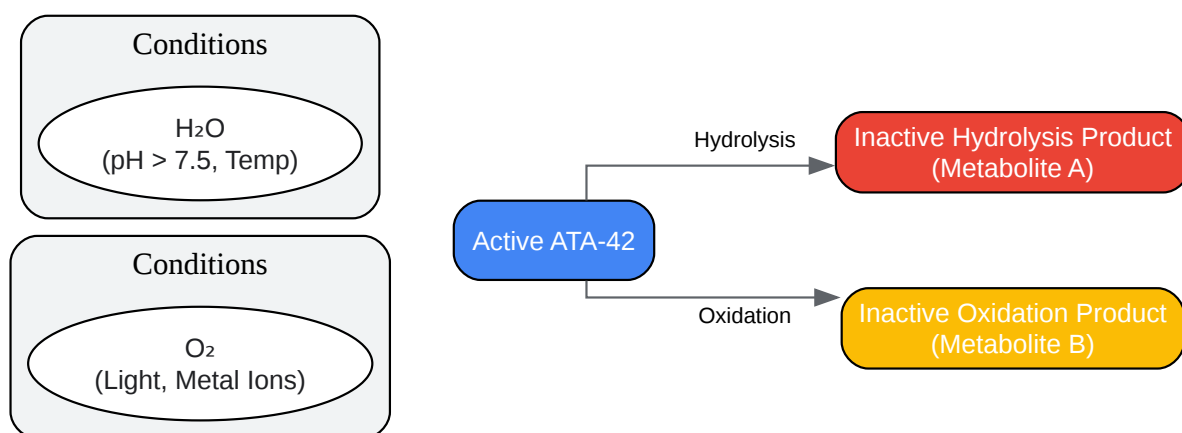 Conditions
H₂O
(pH > 7.5, Temp)
Conditions
O₂
(Light, Metal Ions)
Active ATA-42
Hydrolysis
Oxidation
Inactive Hydrolysis Product
(Metabolite A)
Inactive Oxidation Product
(Metabolite B)